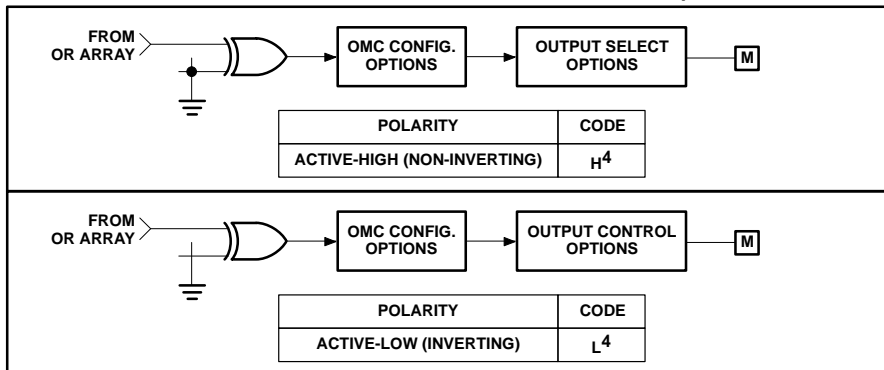 FROM
OR ARRAY
OMC CONFIG.
OPTIONS
OUTPUT SELECT
OPTIONS
M
POLARITY CODE
ACTIVE-HIGH (NON-INVERTING) H4
FROM
OR ARRAY
OMC CONFIG.
OPTIONS
OUTPUT CONTROL
OPTIONS
M
POLARITY CODE
ACTIVE-LOW (INVERTING) L4